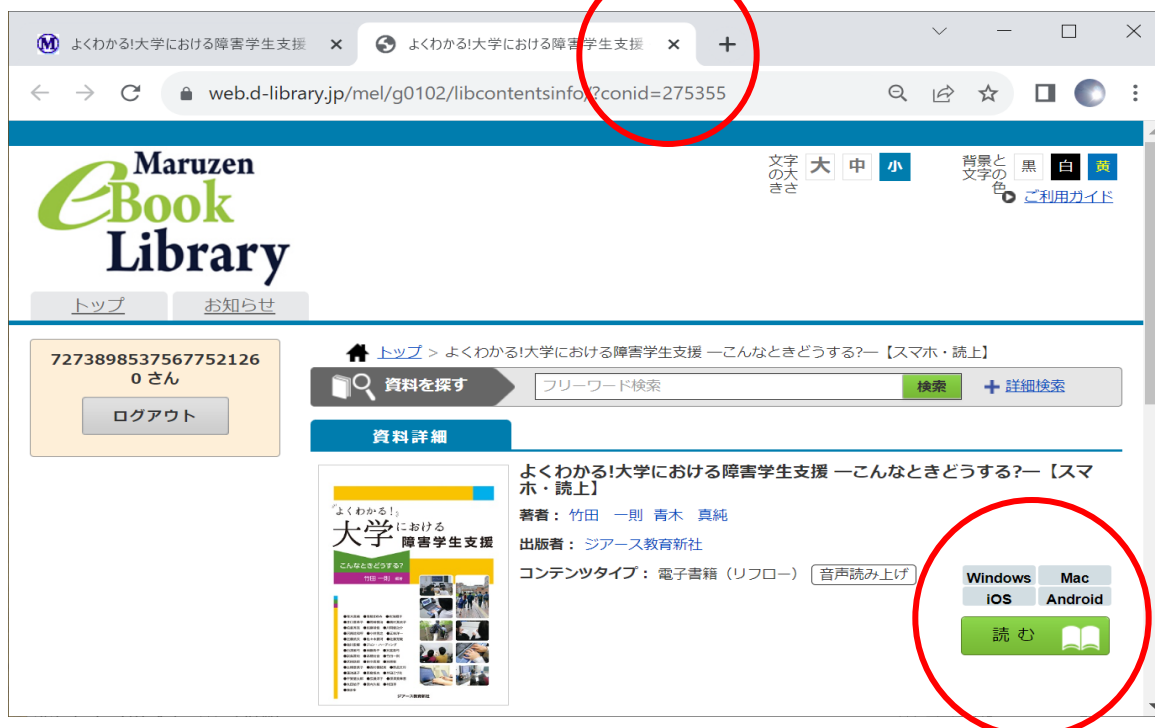 よくわかる!大学における障害学生支援
よくわかる!大学における障害学生支援
web.d-library.jp/mel/g0102/libcontentsinfo/?conid=275355
Maruzen
eBook
Library
文字の大きさ 大 中 小
背景と文字の色 黒 白 黄
ご利用ガイド
トップ お知らせ
7273898537567752126
0 さん
ログアウト
トップ > よくわかる!大学における障害学生支援 ―こんなときどうする?―【スマホ・読上】
資料を探す フリーワード検索 検索 詳細検索
資料詳細
よくわかる!
大学における
障害学生支援
こんなときどうする?
竹田 一則 編著
ジアース教育新社
よくわかる!大学における障害学生支援 ―こんなときどうする?―【スマ
ホ・読上】
著者： 竹田 一則 青木 真純
出版者： ジアース教育新社
コンテンツタイプ： 電子書籍（リフロー） 音声読み上げ
Windows Mac
iOS Android
読む